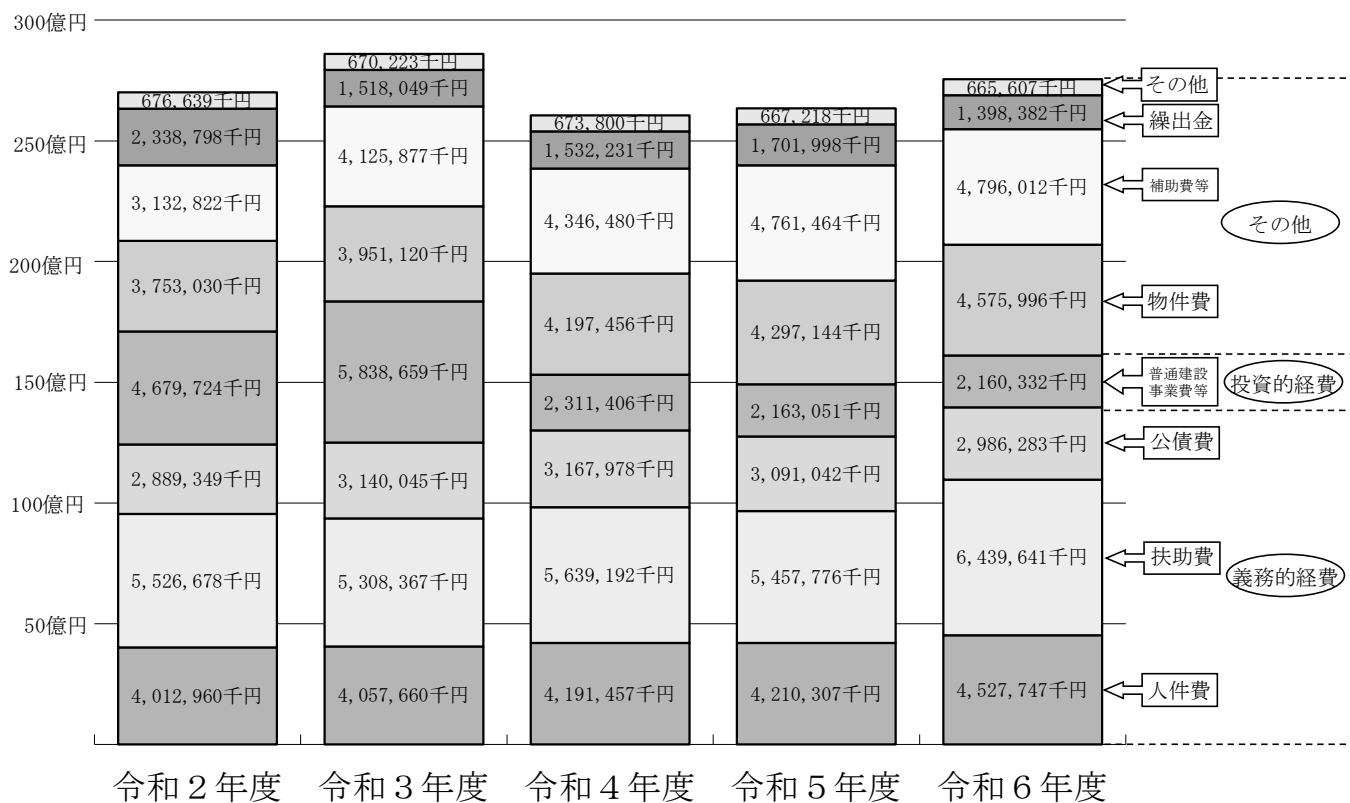 300億円
250億円
200億円
150億円
100億円
50億円
676,639千円
2,338,798千円
3,132,822千円
3,753,030千円
4,679,724千円
2,889,349千円
5,526,678千円
4,012,960千円
令和2年度
670,223千円
1,518,049千円
4,125,877千円
3,951,120千円
5,838,659千円
3,140,045千円
5,308,367千円
4,057,660千円
令和3年度
673,800千円
1,532,231千円
4,346,480千円
4,197,456千円
2,311,406千円
3,167,978千円
5,639,192千円
4,191,457千円
令和4年度
667,218千円
1,701,998千円
4,761,464千円
4,297,144千円
2,163,051千円
3,091,042千円
5,457,776千円
4,210,307千円
令和5年度
665,607千円
1,398,382千円
4,796,012千円
4,575,996千円
2,160,332千円
2,986,283千円
6,439,641千円
4,527,747千円
令和6年度
その他
繰出金
補助費等
物件費
普通建設
事業費等
公債費
扶助費
人件費
その他
投資的経費
義務的経費